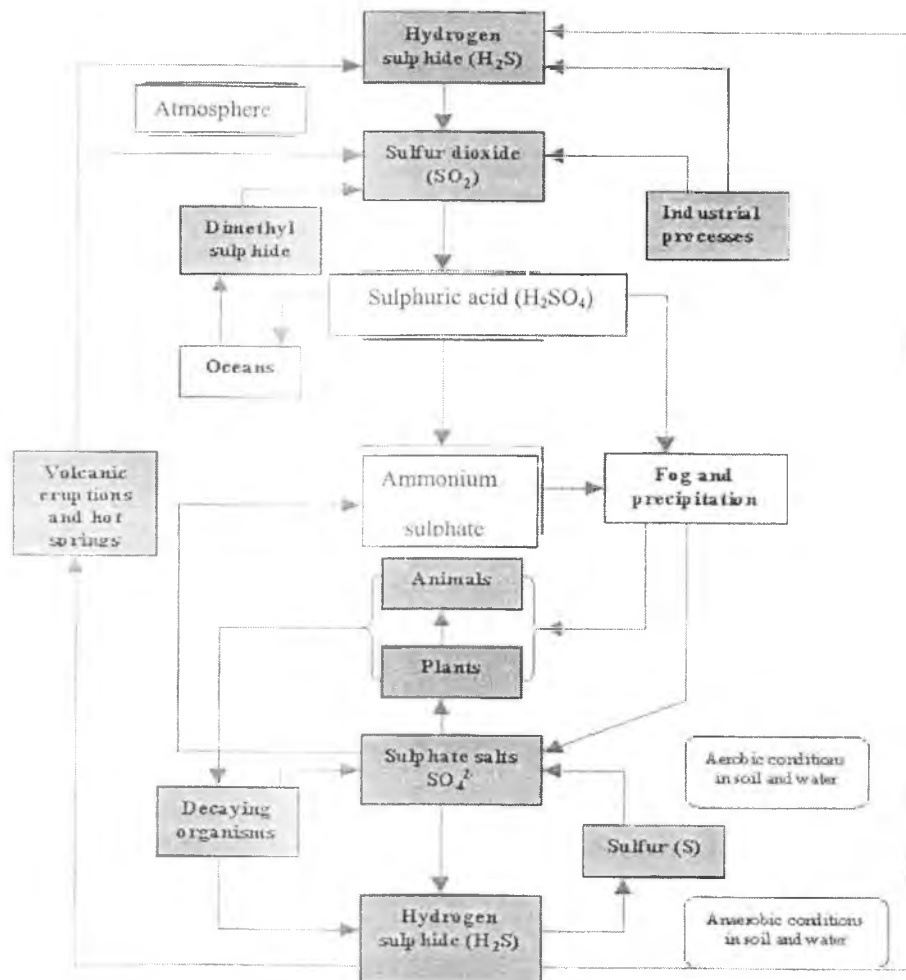 Hydrogen
sulphide (H₂S)
Atmosphere
Sulfur dioxide
(SO₂)
Dimethyl
sulphide
Industrial
precesses
Sulphuric acid (H₂SO₄)
Oceans
Volcanic
eruptions
and hot
springs
Ammonium
sulphate
Fog and
precipitation
Animals
Plants
Sulphate salts
SO₄²⁻
Aerobic conditions
in soil and water
Decaying
organisms
Sulfur (S)
Hydrogen
sulphide (H₂S)
Anaerobic conditions
in soil and water